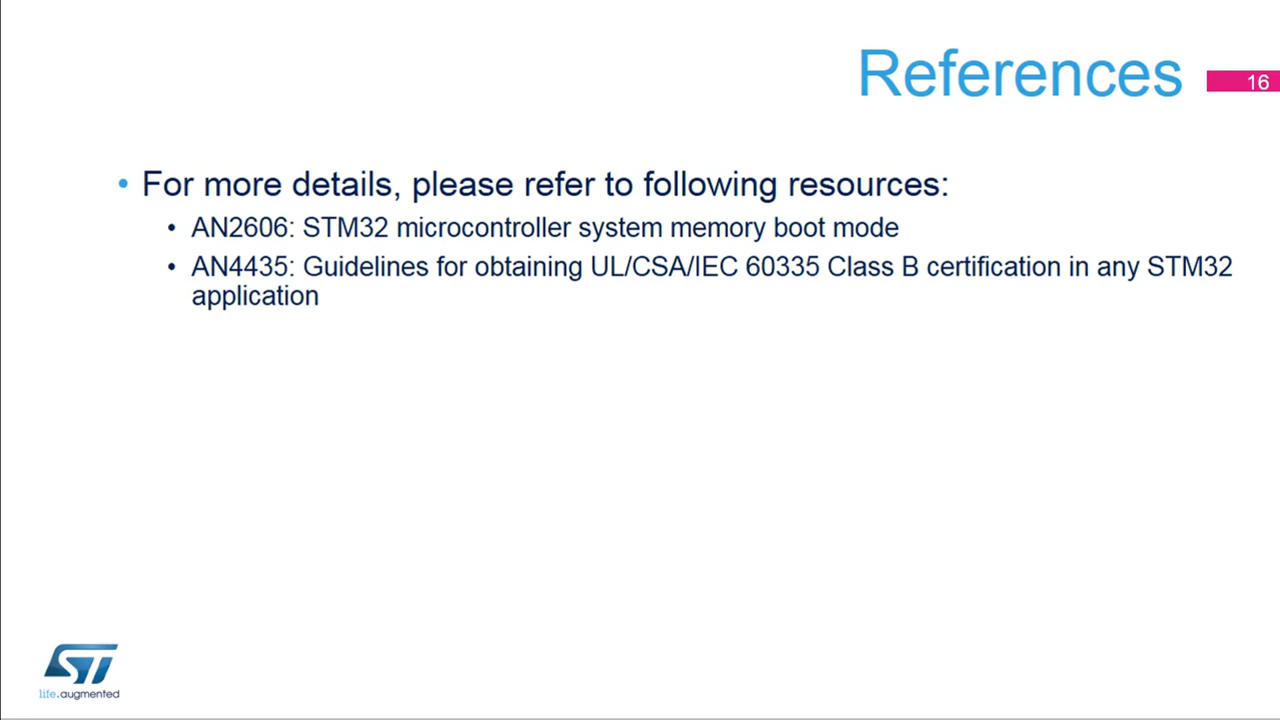 References
16
• For more details, please refer to following resources:
• AN2606: STM32 microcontroller system memory boot mode
• AN4435: Guidelines for obtaining UL/CSA/IEC 60335 Class B certification in any STM32
application
ST
life.augmented